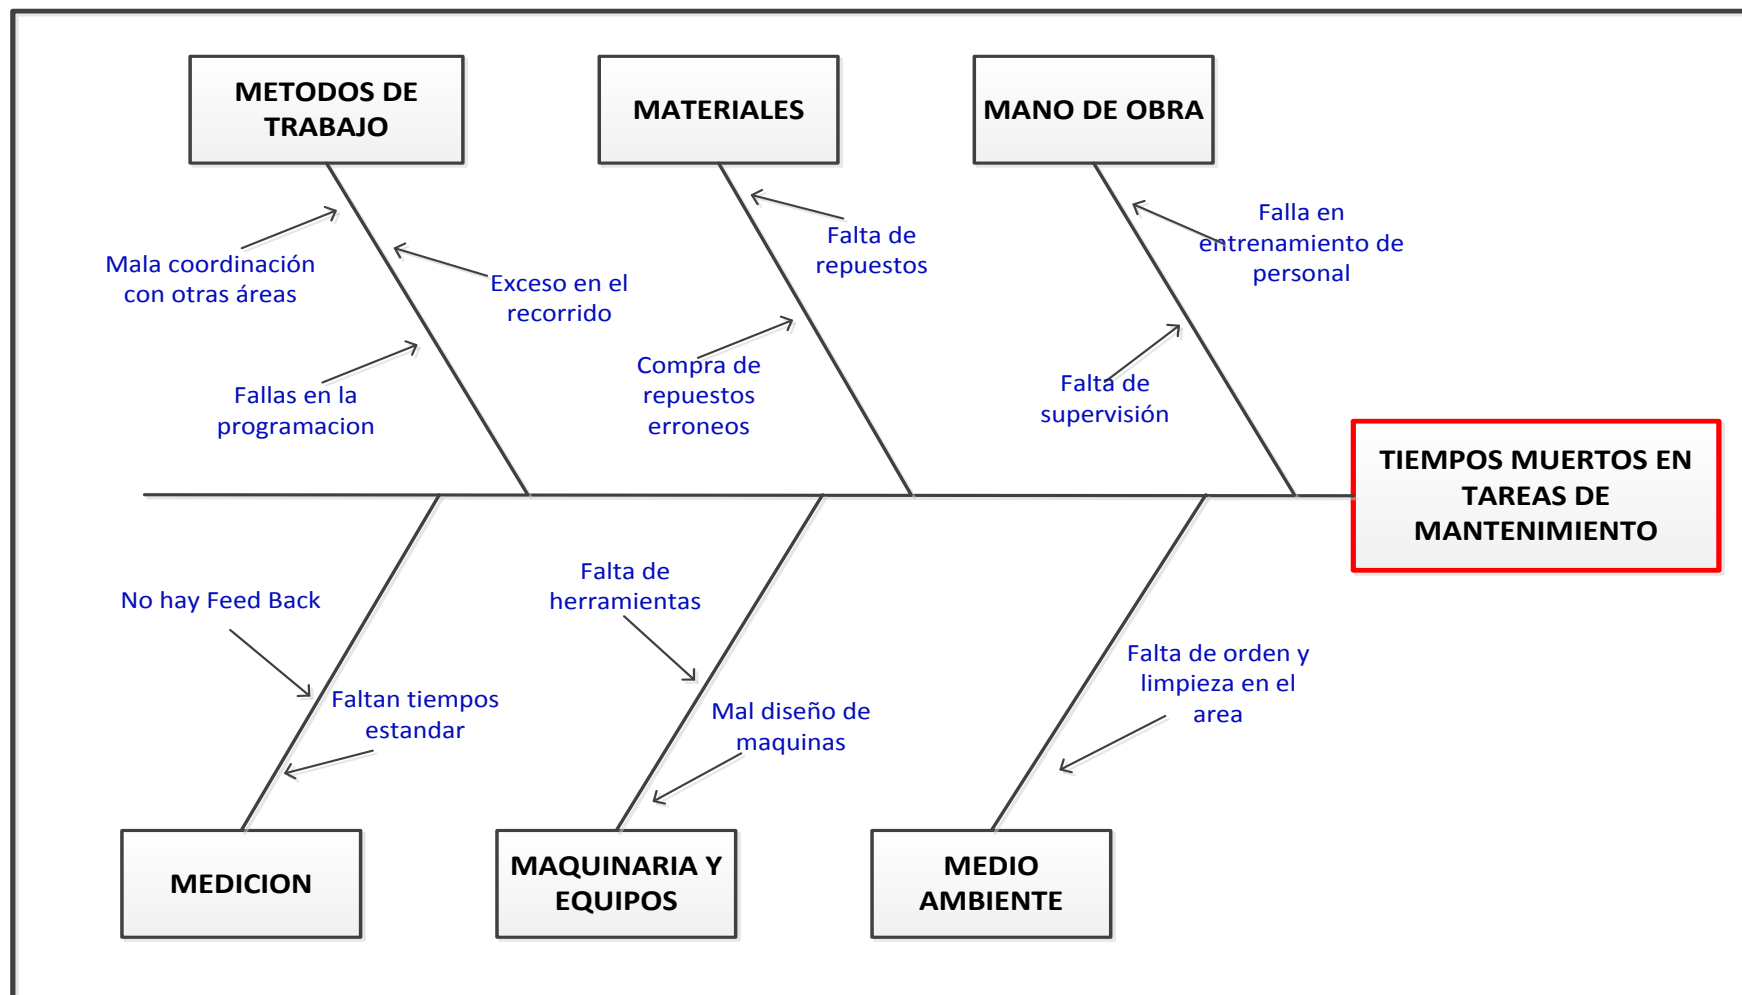 METODOS DE
TRABAJO
MATERIALES
MANO DE OBRA
Mala coordinación
con otras áreas
Exceso en el
recorrido
Fallas en la
programacion
Falta de
repuestos
Compra de
repuestos
erroneos
Falla en
entrenamiento de
personal
Falta de
supervisión
TIEMPOS MUERTOS EN
TAREAS DE
MANTENIMIENTO
No hay Feed Back
Faltan tiempos
estandar
Falta de
herramientas
Mal diseño de
maquinas
Falta de orden y
limpieza en el
area
MEDICION
MAQUINARIA Y
EQUIPOS
MEDIO
AMBIENTE